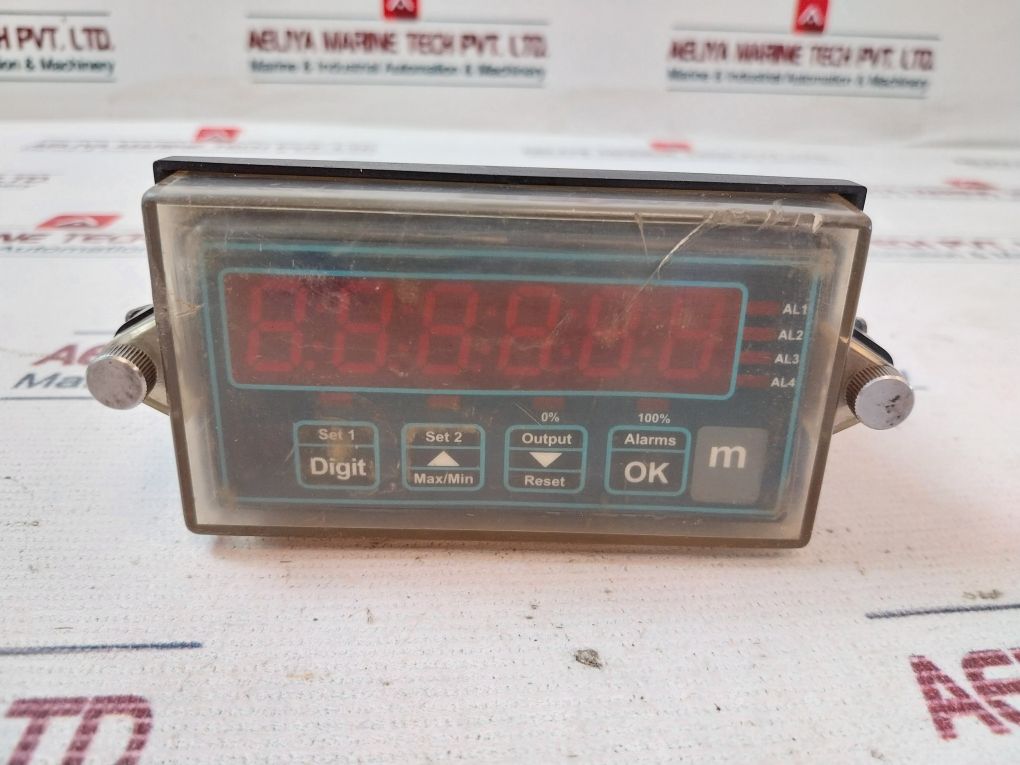 PVT. LTD.
AELIYA MARINE TECH PVT. LTD.
AELIYA MARINE TECH PVT. LTD.
ation & Machinery
Marine & Industrial Automation & Machinery
Marine & Industrial Automation & Machinery
AL1
AL2
AL3
AL4
0%
100%
Set 1
Digit
Set 2
Max/Min
Output
Reset
Alarms
OK
m
TD